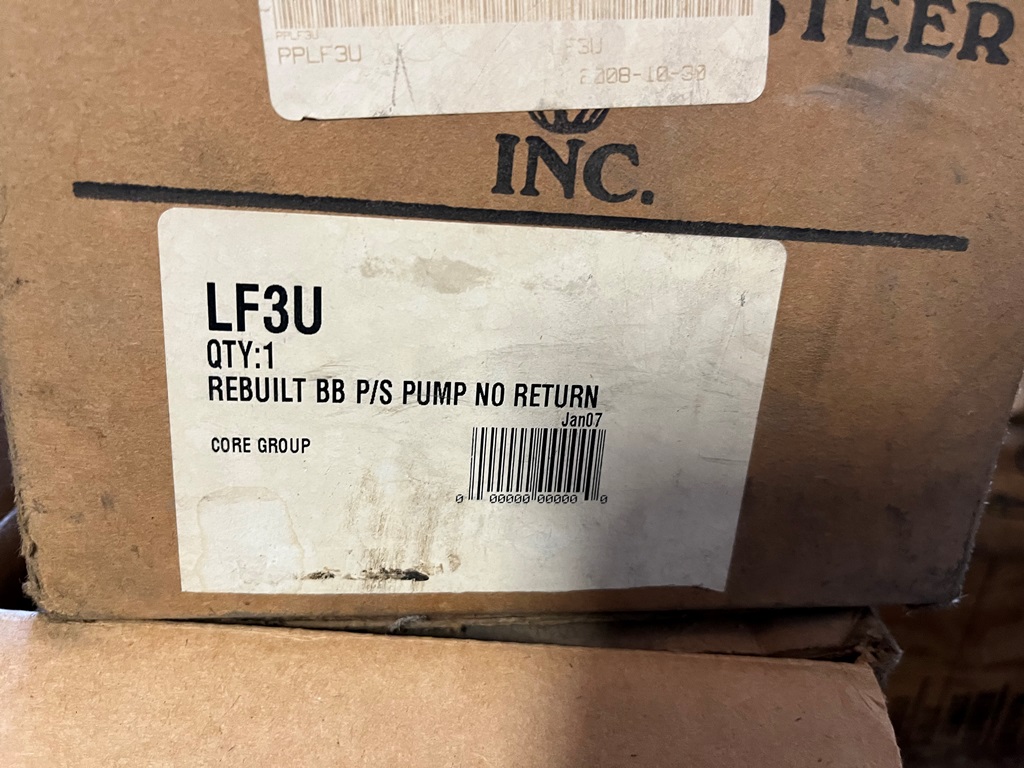 PPLF3U
PPLF3U
LF3U
2008-10-30
STEER
INC.
LF3U
QTY:1
REBUILT BB P/S PUMP NO RETURN
Jan07
CORE GROUP
0 00000 00000 0